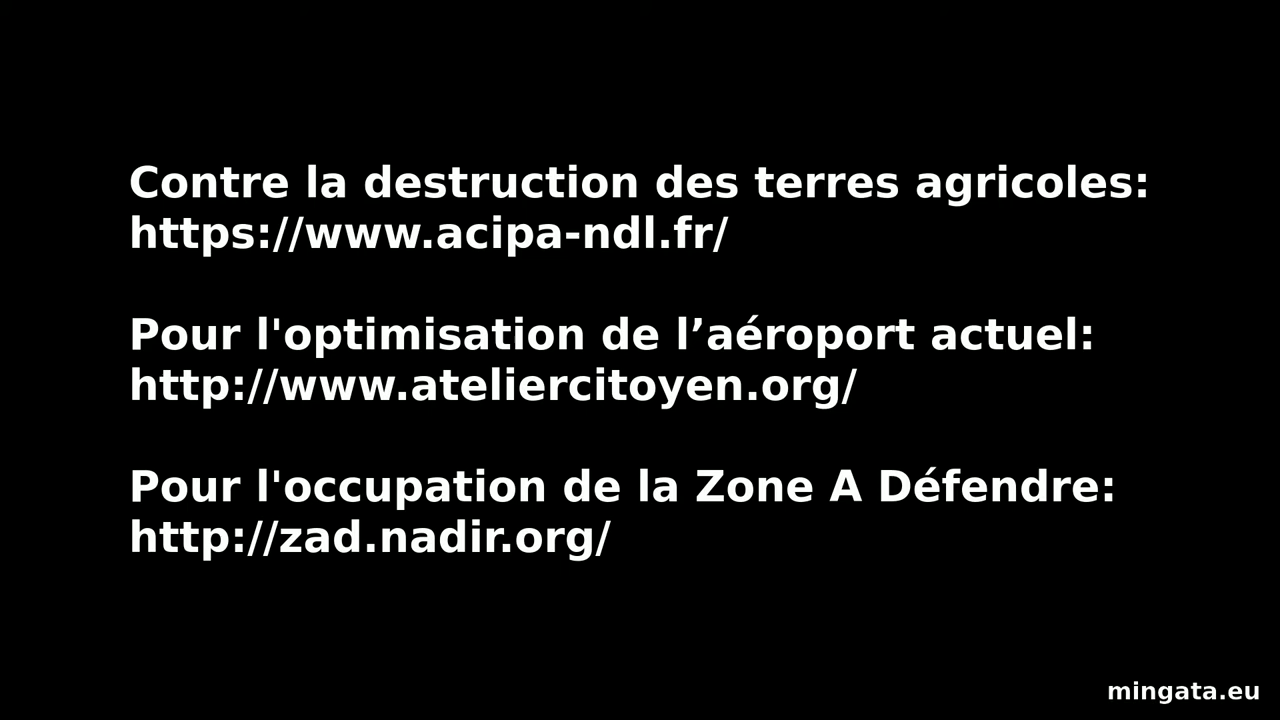 Contre la destruction des terres agricoles:
https://www.acipa-ndl.fr/
Pour l'optimisation de l’aéroport actuel:
http://www.ateliercitoyen.org/
Pour l'occupation de la Zone A Défendre:
http://zad.nadir.org/
mingata.eu